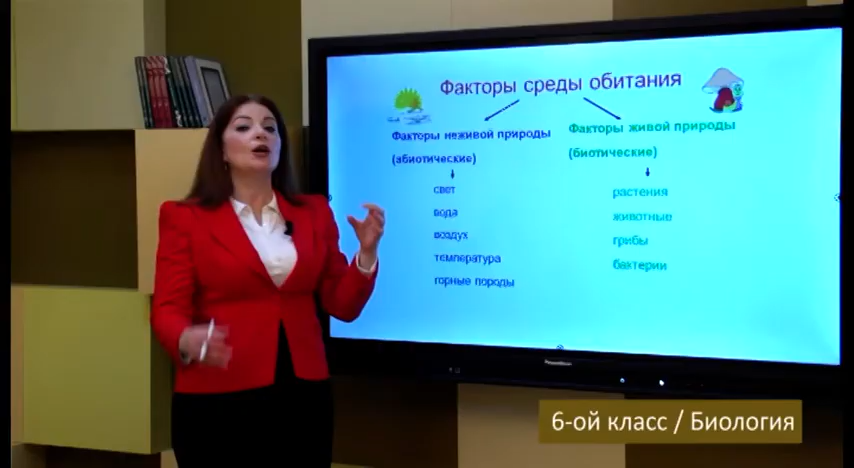 Факторы среды обитания
Факторы неживой природы
(абиотические)
свет
вода
воздух
температура
горные породы
Факторы живой природы
(биотические)
растения
животные
грибы
бактерии
6-ой класс / Биология